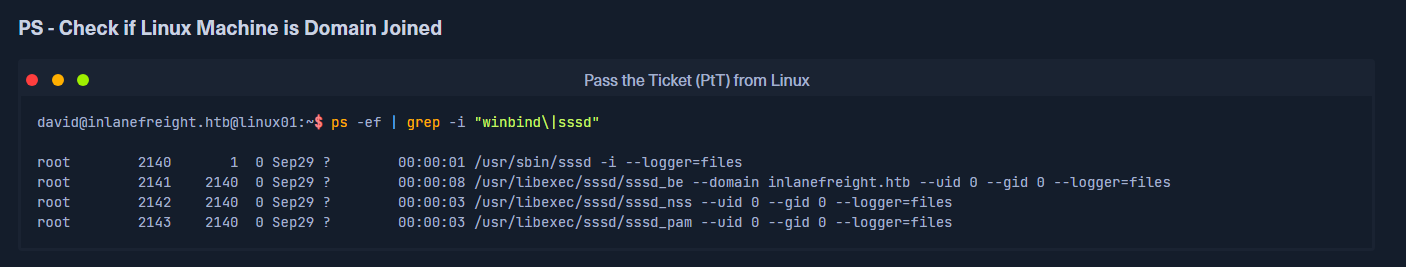 PS - Check if Linux Machine is Domain Joined
Pass the Ticket (PtT) from Linux
david@inlanefreight.htb@linux01:~$ ps -ef | grep -i "winbind\|sssd"
root        2140       1  0 Sep29 ?        00:00:01 /usr/sbin/sssd -i --logger=files
root        2141    2140  0 Sep29 ?        00:00:08 /usr/libexec/sssd/sssd_be --domain inlanefreight.htb --uid 0 --gid 0 --logger=files
root        2142    2140  0 Sep29 ?        00:00:03 /usr/libexec/sssd/sssd_nss --uid 0 --gid 0 --logger=files
root        2143    2140  0 Sep29 ?        00:00:03 /usr/libexec/sssd/sssd_pam --uid 0 --gid 0 --logger=files